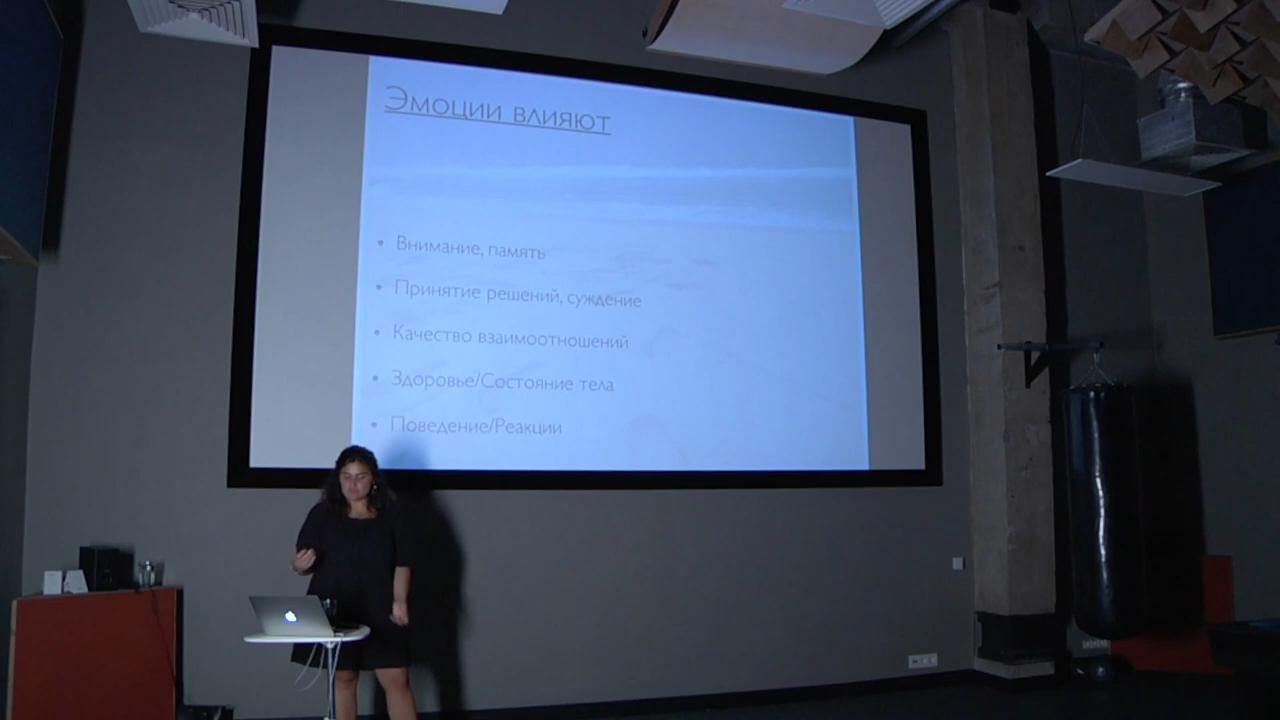 Эмоции влияют
• Внимание, память
• Принятие решений, суждение
• Качество взаимоотношений
• Здоровье/Состояние тела
• Поведение/Реакции